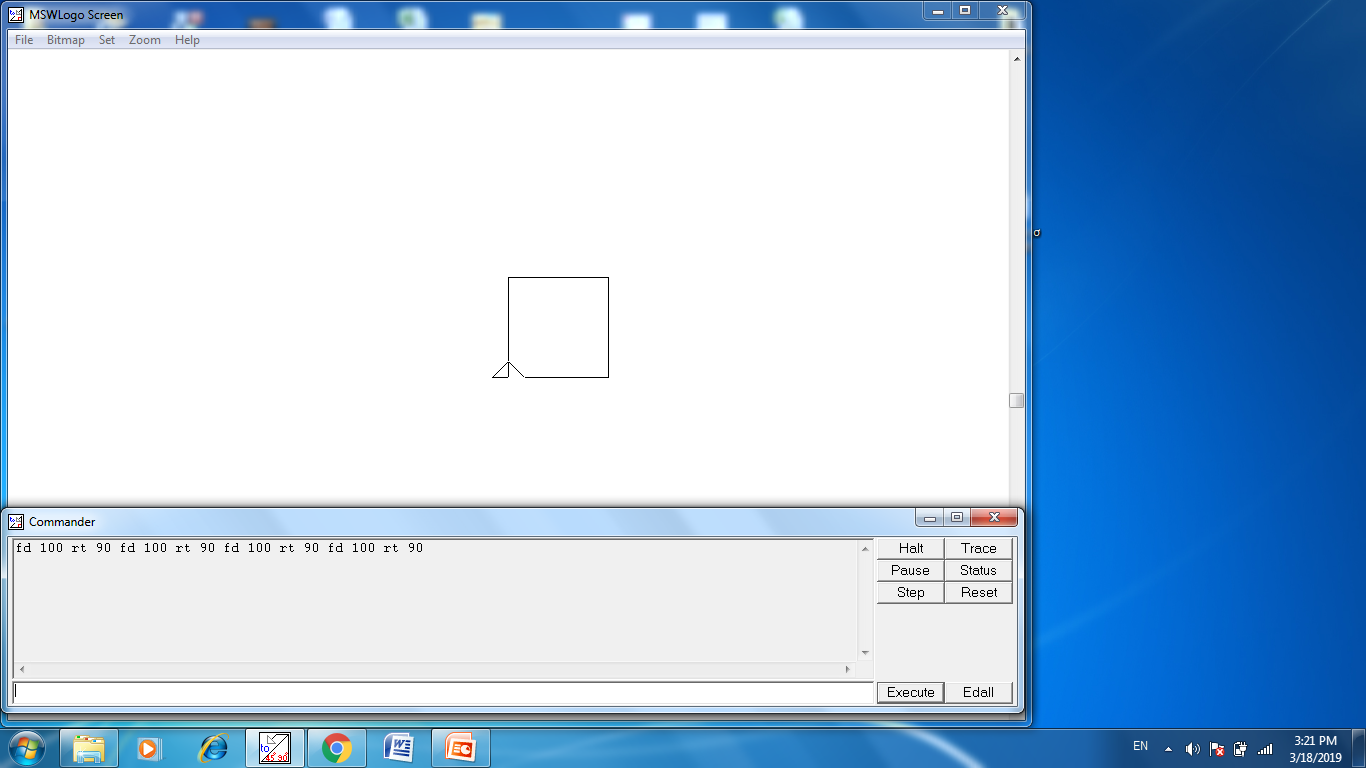 MSWLogo Screen
File Bitmap Set Zoom Help
Commander
fd 100 rt 90 fd 100 rt 90 fd 100 rt 90 fd 100 rt 90
Halt Trace
Pause Status
Step Reset
Execute Edall
EN
3:21 PM
3/18/2019